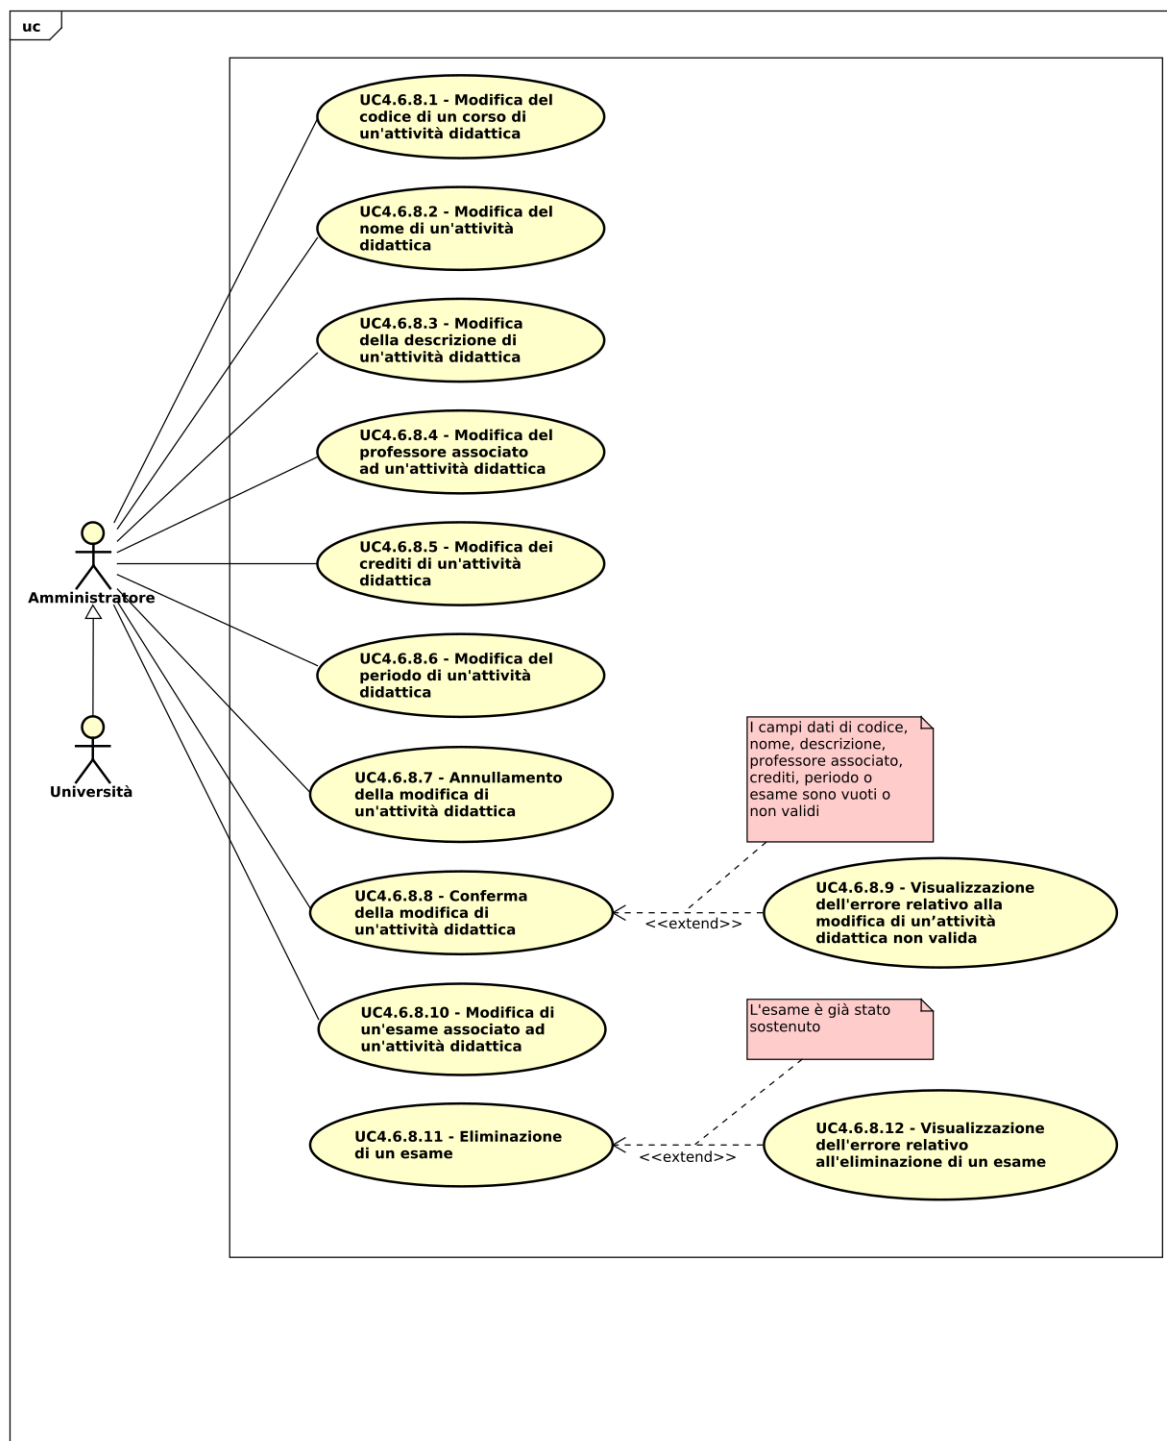 uc
UC4.6.8.1 - Modifica del
codice di un corso di
un'attività didattica
UC4.6.8.2 - Modifica del
nome di un'attività
didattica
UC4.6.8.3 - Modifica
della descrizione di
un'attività didattica
UC4.6.8.4 - Modifica del
professore associato
ad un'attività didattica
UC4.6.8.5 - Modifica dei
crediti di un'attività
didattica
Amministratore
UC4.6.8.6 - Modifica del
periodo di un'attività
didattica
Università
UC4.6.8.7 - Annullamento
della modifica di
un'attività didattica
I campi dati di codice,
nome, descrizione,
professore associato,
crediti, periodo o
esame sono vuoti o
non validi
UC4.6.8.8 - Conferma
della modifica di
un'attività didattica
<<extend>>
UC4.6.8.9 - Visualizzazione
dell'errore relativo alla
modifica di un’attività
didattica non valida
UC4.6.8.10 - Modifica di
un'esame associato ad
un'attività didattica
L'esame è già stato
sostenuto
UC4.6.8.11 - Eliminazione
di un esame
<<extend>>
UC4.6.8.12 - Visualizzazione
dell'errore relativo
all'eliminazione di un esame